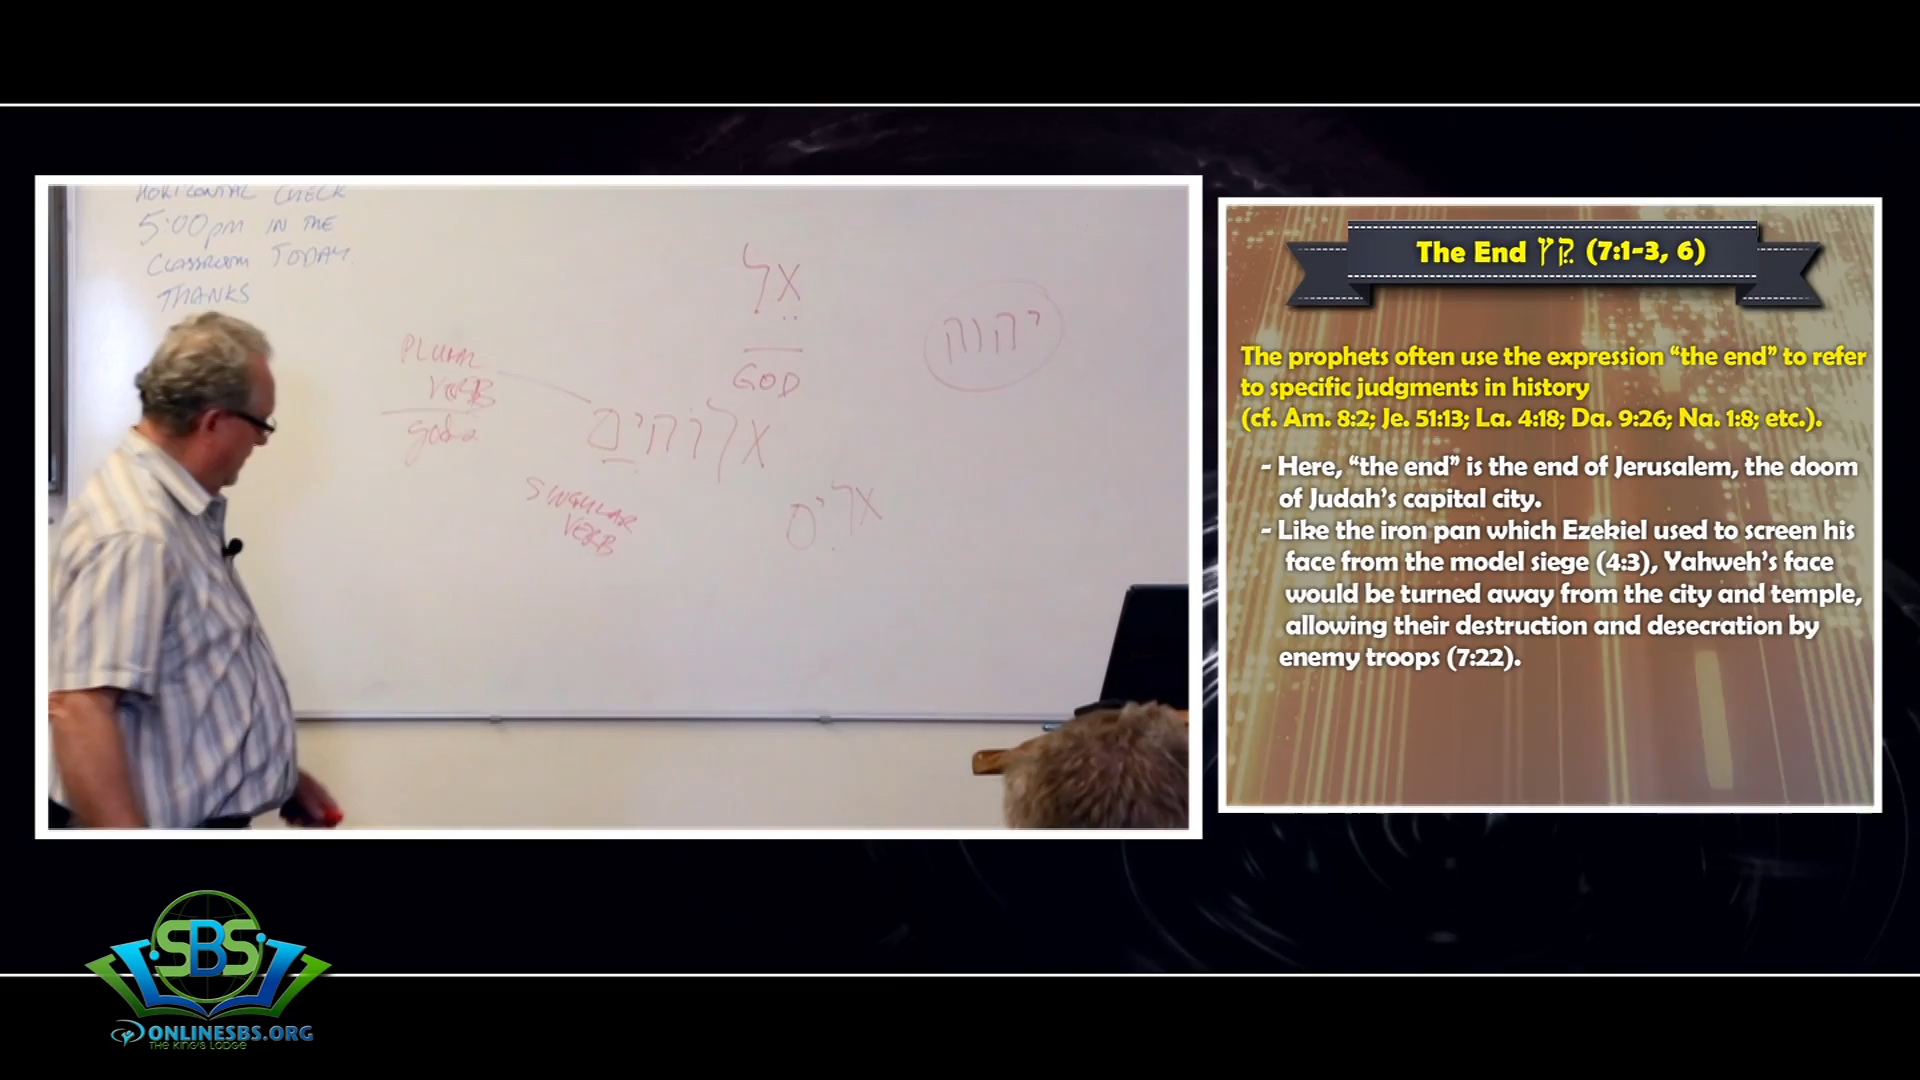 HORIZONTAL CHECK
5:00pm IN THE
CLASSROOM TODAY.
THANKS
אֵל
GOD
יהוה
PLURAL
VERB
gods
אלוֹהִים
SINGULAR
VERB
אלִים
The End קֵץ (7:1-3, 6)
The prophets often use the expression “the end” to refer
to specific judgments in history
(cf. Am. 8:2; Je. 51:13; La. 4:18; Da. 9:26; Na. 1:8; etc.).
- Here, “the end” is the end of Jerusalem, the doom
of Judah’s capital city.
- Like the iron pan which Ezekiel used to screen his
face from the model siege (4:3), Yahweh’s face
would be turned away from the city and temple,
allowing their destruction and desecration by
enemy troops (7:22).
SBS
ONLINESBS.ORG
THE KING'S LODGE